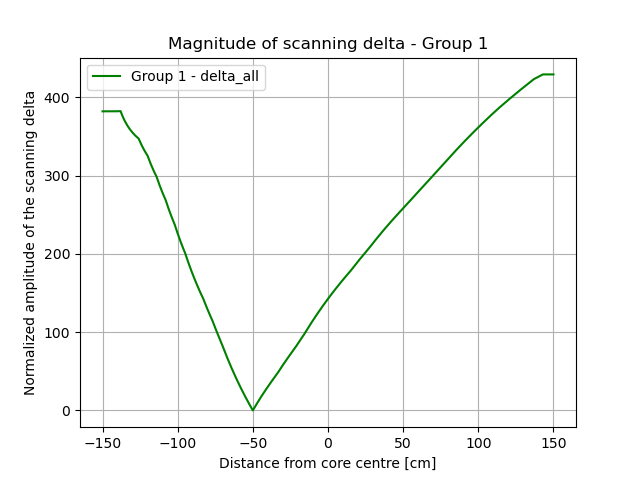 Magnitude of scanning delta - Group 1
Group 1 - delta_all
Normalized amplitude of the scanning delta
400
300
200
100
0
−150 −100 −50 0 50 100 150
Distance from core centre [cm]